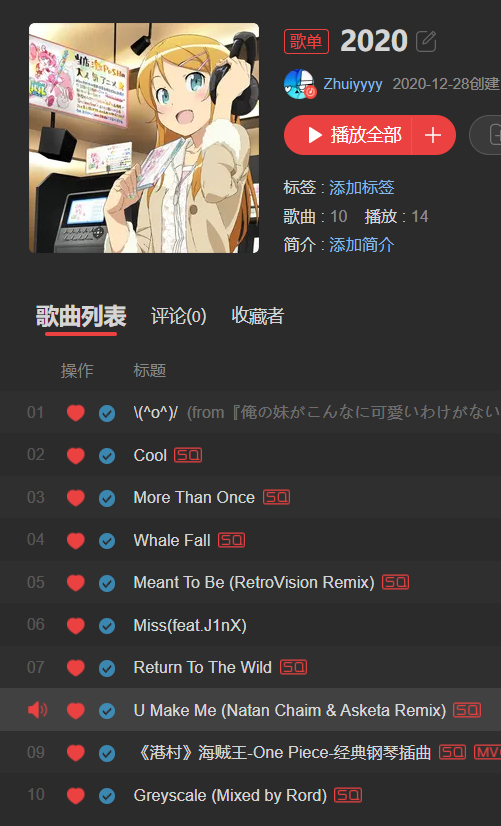 歌单 2020
Zhuiyyyy 2020-12-28创建
播放全部
标签：添加标签
歌曲：10 播放：14
简介：添加简介
歌曲列表 评论(0) 收藏者
操作 标题
01 \(^o^)/ (from『俺の妹がこんなに可愛いわけがない
02 Cool SQ
03 More Than Once SQ
04 Whale Fall SQ
05 Meant To Be (RetroVision Remix) SQ
06 Miss(feat.J1nX)
07 Return To The Wild SQ
U Make Me (Natan Chaim & Asketa Remix) SQ
09 《港村》海贼王-One Piece-经典钢琴插曲 SQ MV
10 Greyscale (Mixed by Rord) SQ